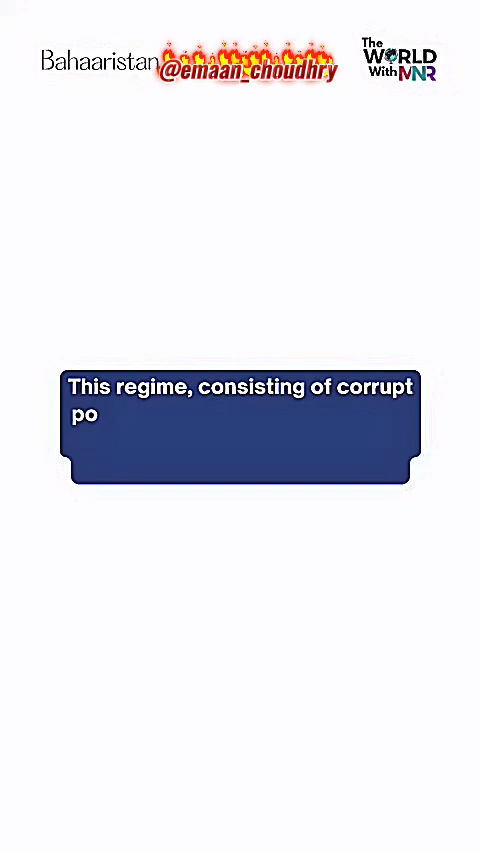 Bahaaristan
@emaan_choudhry
The
WORLD
With MNR
This regime, consisting of corrupt
po